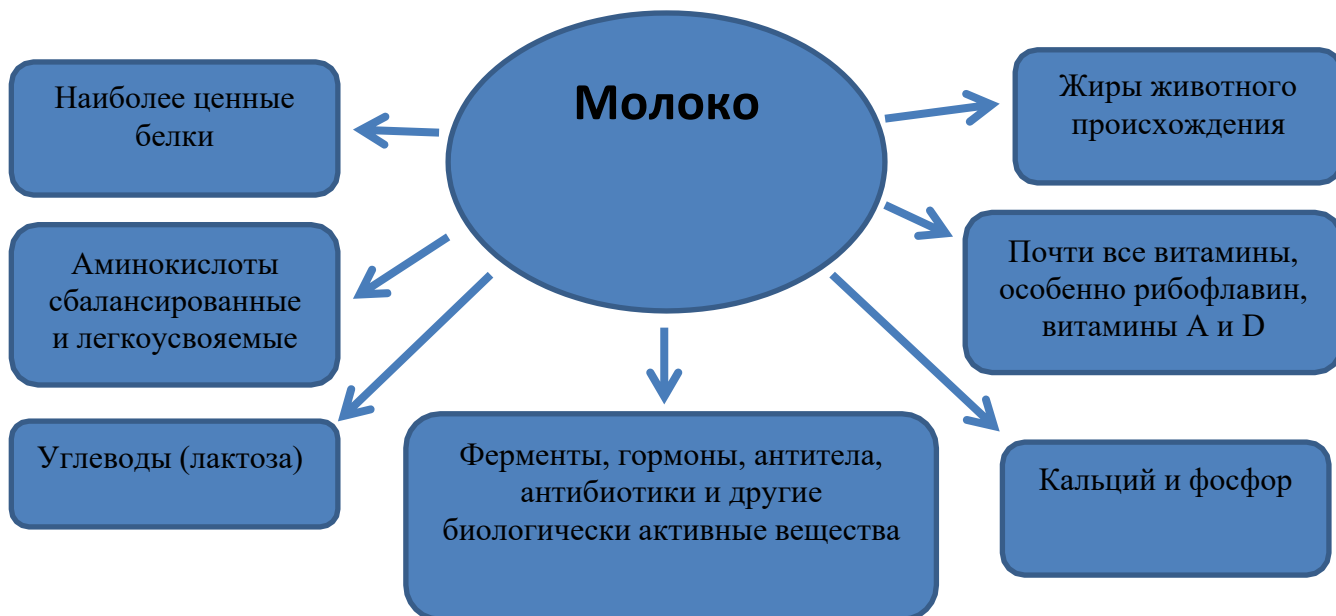 Молоко
Наиболее ценные
белки
Жиры животного
происхождения
Аминокислоты
сбалансированные
и легкоусвояемые
Почти все витамины,
особенно рибофлавин,
витамины А и D
Углеводы (лактоза)
Ферменты, гормоны, антитела,
антибиотики и другие
биологически активные вещества
Кальций и фосфор